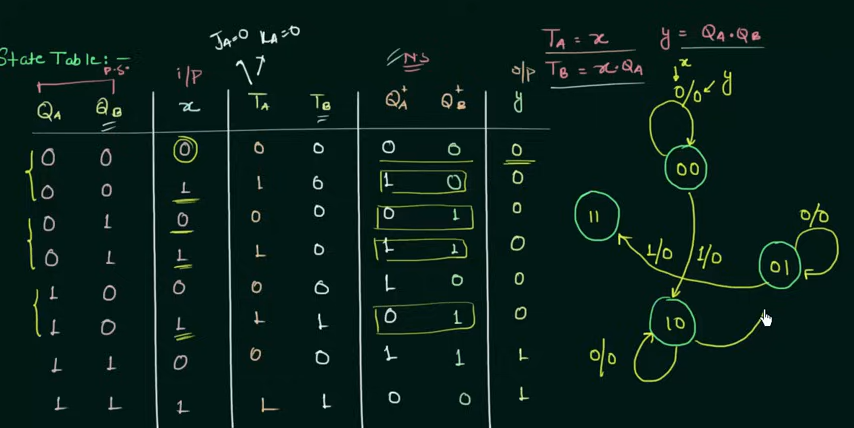 JA=0 KA=0
TA = x y = QA·QB
State Table:-
P.S. i/p NS o/p TB = x·QA
QA QB x TA TB QA+ QB+ y
x
0/0 y
0 0 0 0 0 0 0 0
00
0 0 1 1 0 1 0 0
0 1 0 0 0 0 1 0
11 0/0
0 1 1 1 0 1 1 0
1/0 1/0 01
1 0 0 0 0 1 0 0
1 0 1 1 1 0 1 0
10
1 1 0 0 0 1 1 1
0/0
1 1 1 1 1 0 0 1